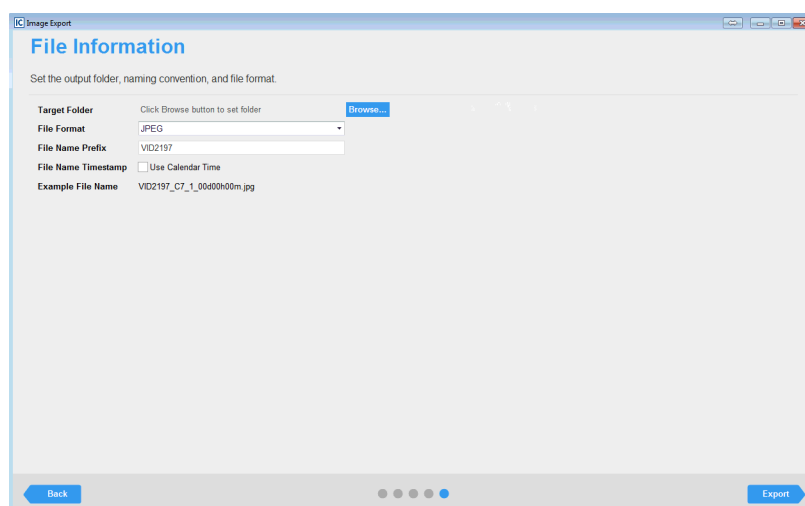 IC Image Export
File Information
Set the output folder, naming convention, and file format.
Target Folder Click Browse button to set folder Browse...
File Format JPEG
File Name Prefix VID2197
File Name Timestamp Use Calendar Time
Example File Name VID2197_C7_1_00d00h00m.jpg
Back Export